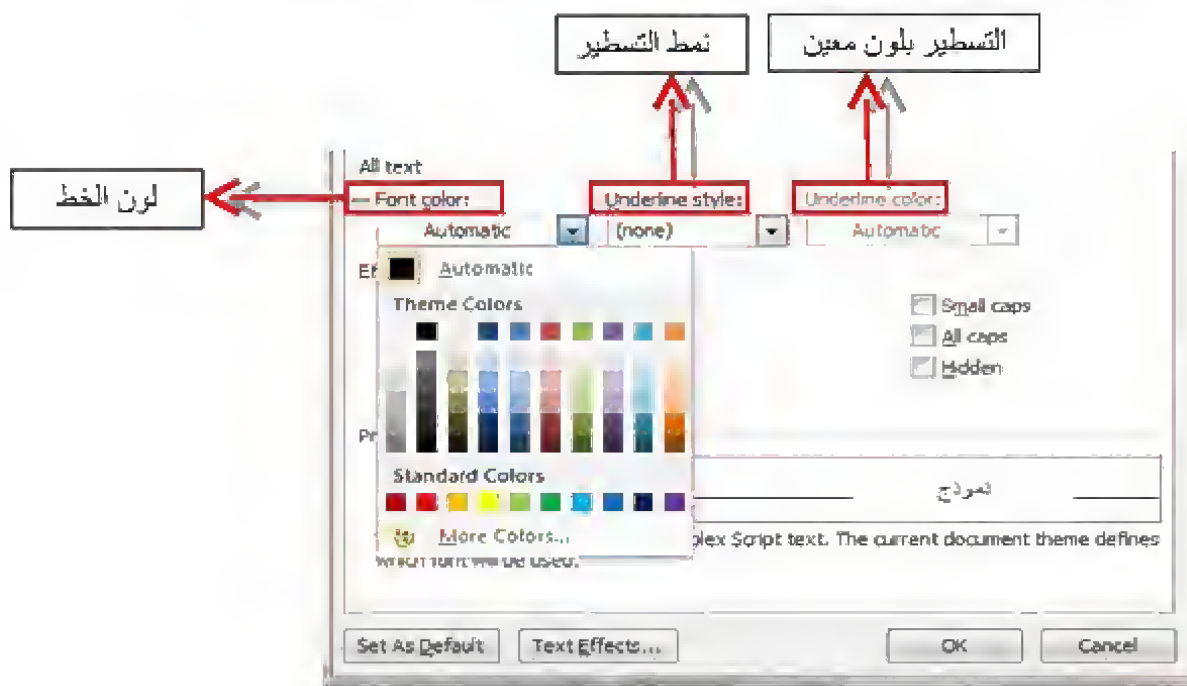 نمط التسطير
التسطير بلون معين
لون الخط
All text
Font color:
Underline style:
Underline color:
Automatic
(none)
Automatic
Automatic
Theme Colors
Small caps
All caps
Hidden
Standard Colors
نموذج
More Colors...
Script text. The current document theme defines
which font will be used.
Set As Default
Text Effects...
OK
Cancel